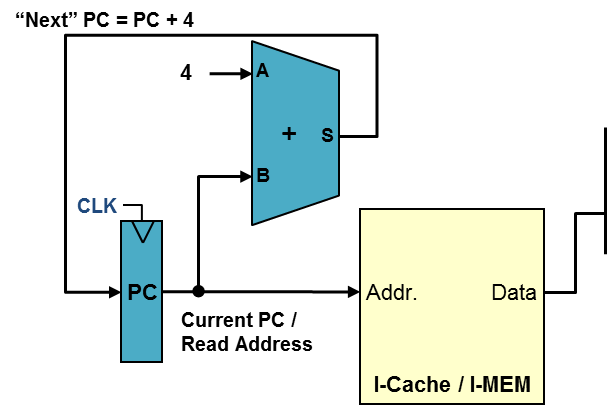 “Next” PC = PC + 4
4
A
+
S
B
CLK
PC
Addr.
Data
Current PC /
Read Address
I-Cache / I-MEM